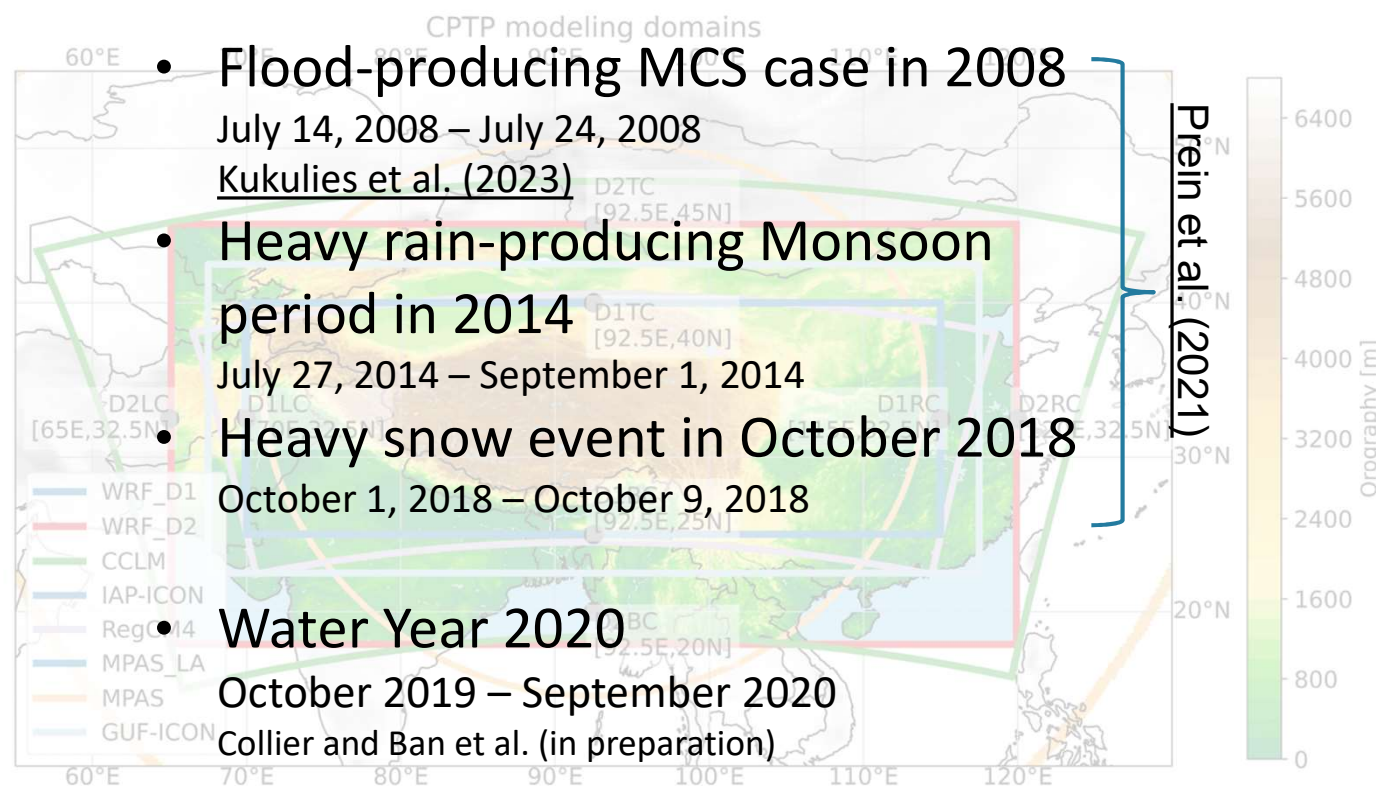 CPTP modeling domains
60°E 80°E 90°E 100°E 110°E
• Flood-producing MCS case in 2008
July 14, 2008 – July 24, 2008
Kukulies et al. (2023)
Prein et al. (2021)
D2TC
[92.5E,45N]
• Heavy rain-producing Monsoon
period in 2014
D1TC
[92.5E,40N]
July 27, 2014 – September 1, 2014
D2LC D1LC D1RC D2RC
[65E,32.5N]
• Heavy snow event in October 2018
October 1, 2018 – October 9, 2018
[92.5E,25N]
30°N
20°N
WRF_D1
WRF_D2
CCLM
IAP-ICON
RegCM4
MPAS_LA
MPAS
GUF-ICON
• Water Year 2020
[92.5E,20N]
October 2019 – September 2020
Collier and Ban et al. (in preparation)
60°E 70°E 80°E 90°E 100°E 110°E 120°E
6400
5600
4800
4000
3200
2400
1600
800
0
Orography [m]